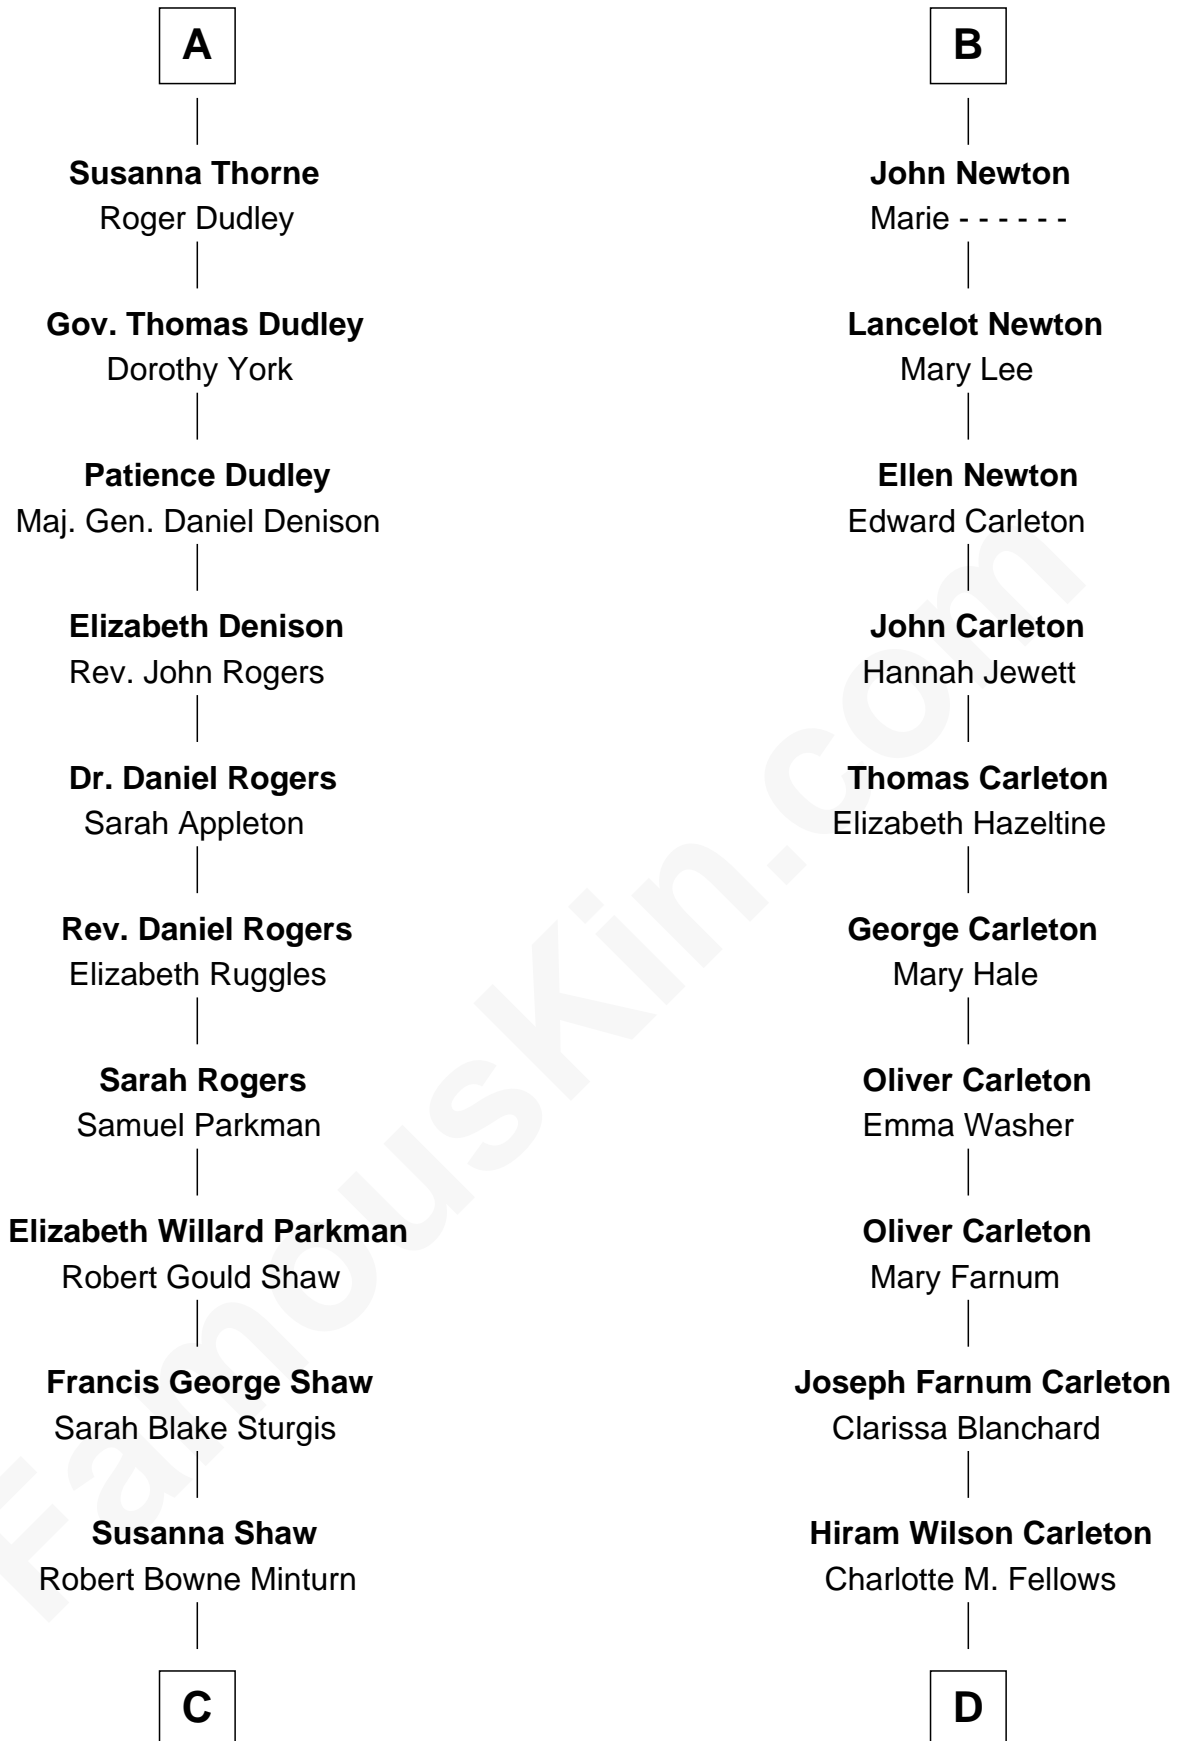 A
Susanna Thorne
Roger Dudley
Gov. Thomas Dudley
Dorothy York
Patience Dudley
Maj. Gen. Daniel Denison
Elizabeth Denison
Rev. John Rogers
Dr. Daniel Rogers
Sarah Appleton
Rev. Daniel Rogers
Elizabeth Ruggles
Sarah Rogers
Samuel Parkman
Elizabeth Willard Parkman
Robert Gould Shaw
Francis George Shaw
Sarah Blake Sturgis
Susanna Shaw
Robert Bowne Minturn
C
B
John Newton
Marie - - - - - -
Lancelot Newton
Mary Lee
Ellen Newton
Edward Carleton
John Carleton
Hannah Jewett
Thomas Carleton
Elizabeth Hazeltine
George Carleton
Mary Hale
Oliver Carleton
Emma Washer
Oliver Carleton
Mary Farnum
Joseph Farnum Carleton
Clarissa Blanchard
Hiram Wilson Carleton
Charlotte M. Fellows
D
FamousKin.com